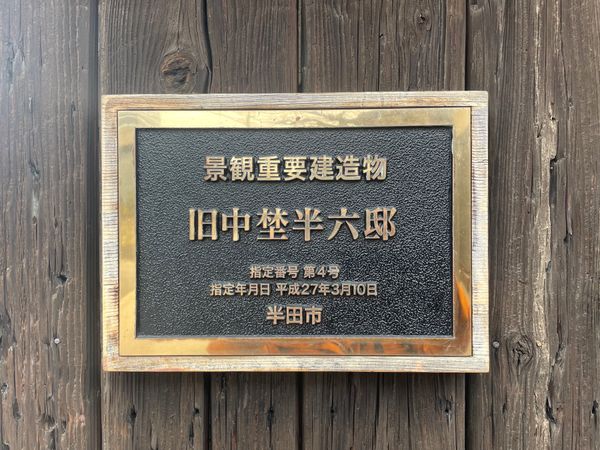 景観重要建造物
旧中埜半六邸
指定番号 第4号
指定年月日 平成27年3月10日
半田市